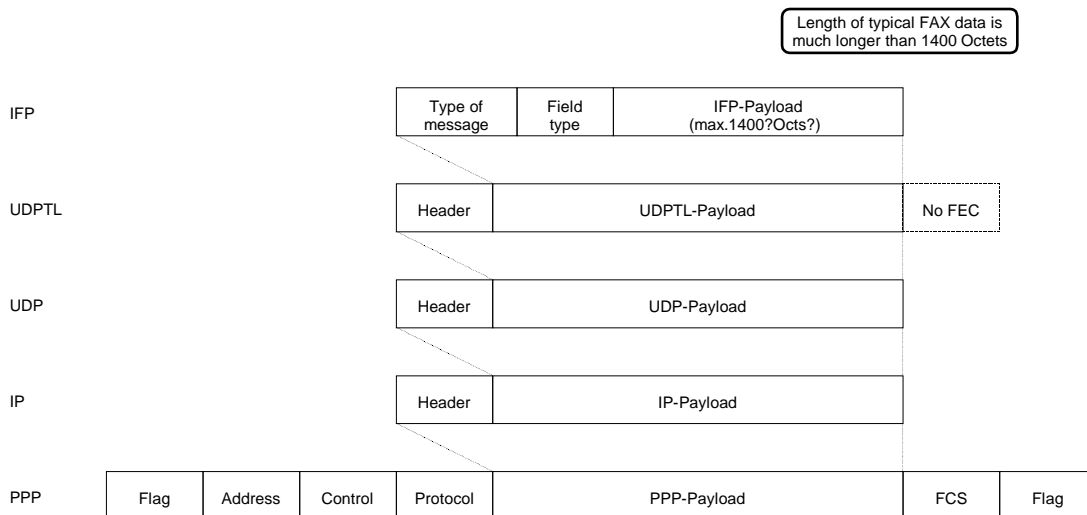 Length of typical FAX data is
much longer than 1400 Octets
IFP
Type of
message
Field
type
IFP-Payload
(max.1400?Octs?)
UDPTL
Header
UDPTL-Payload
No FEC
UDP
Header
UDP-Payload
IP
Header
IP-Payload
PPP
Flag
Address
Control
Protocol
PPP-Payload
FCS
Flag